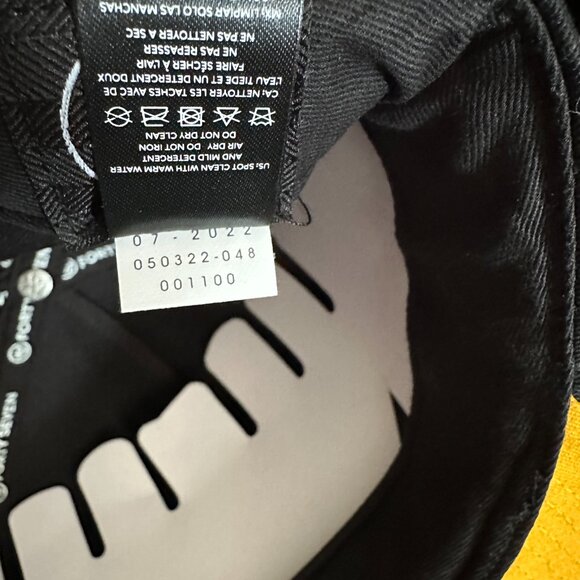 US; SPOT CLEAN WITH WARM WATER
AND MILD DETERGENT
AIR DRY - DO NOT IRON
DO NOT DRY CLEAN
CA; NETTOYER LES TACHES AVEC DE
L'EAU TIEDE ET UN DETERGENT DOUX
FAIRE SÉCHER À L'AIR
NE PAS REPASSER
NE PAS NETTOYER A SEC
MX; LIMPIAR SOLO LAS MANCHAS
07 - 2022
050322-048
001100
FORTY SEVEN
FORTY
FORTY